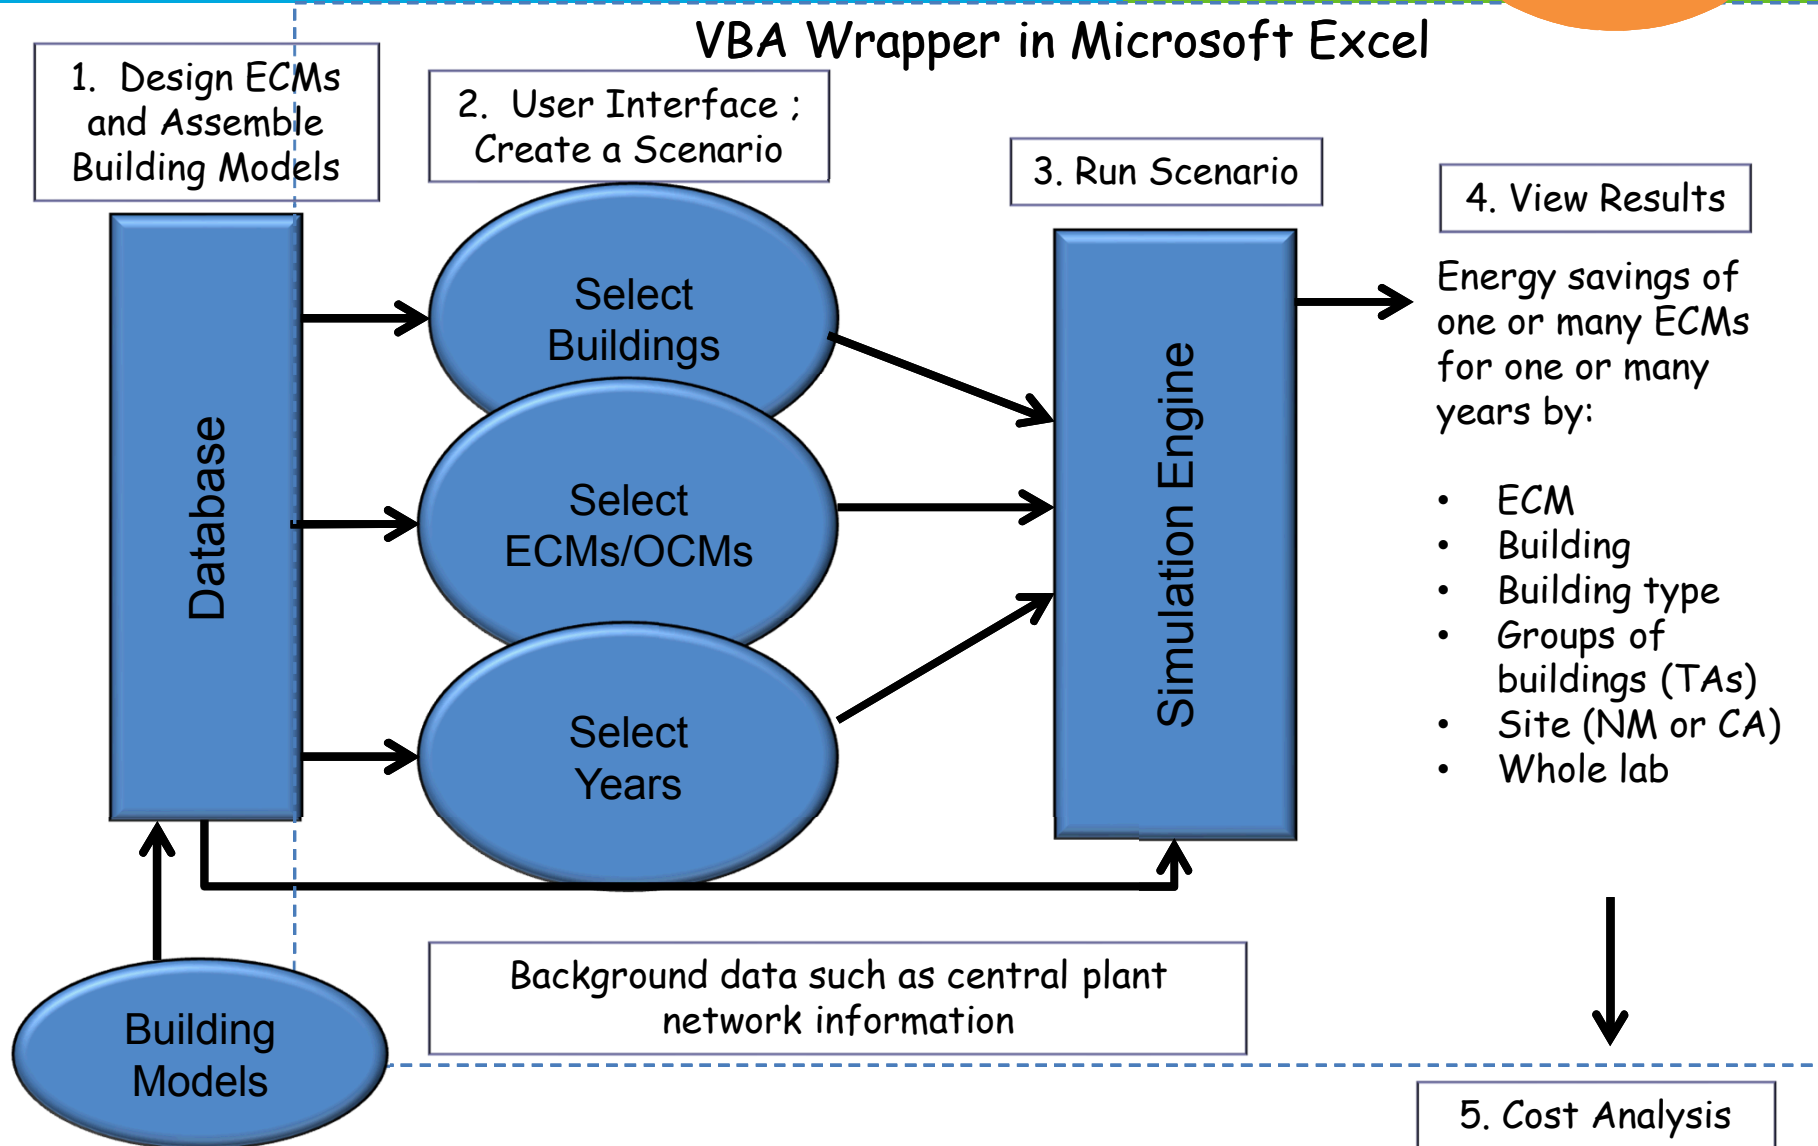 VBA Wrapper in Microsoft Excel
1. Design ECMs
and Assemble
Building Models
2. User Interface ;
Create a Scenario
3. Run Scenario
4. View Results
Database
Select
Buildings
Select
ECMs/OCMs
Select
Years
Simulation Engine
Energy savings of
one or many ECMs
for one or many
years by:
• ECM
• Building
• Building type
• Groups of
buildings (TAs)
• Site (NM or CA)
• Whole lab
Building
Models
Background data such as central plant
network information
5. Cost Analysis